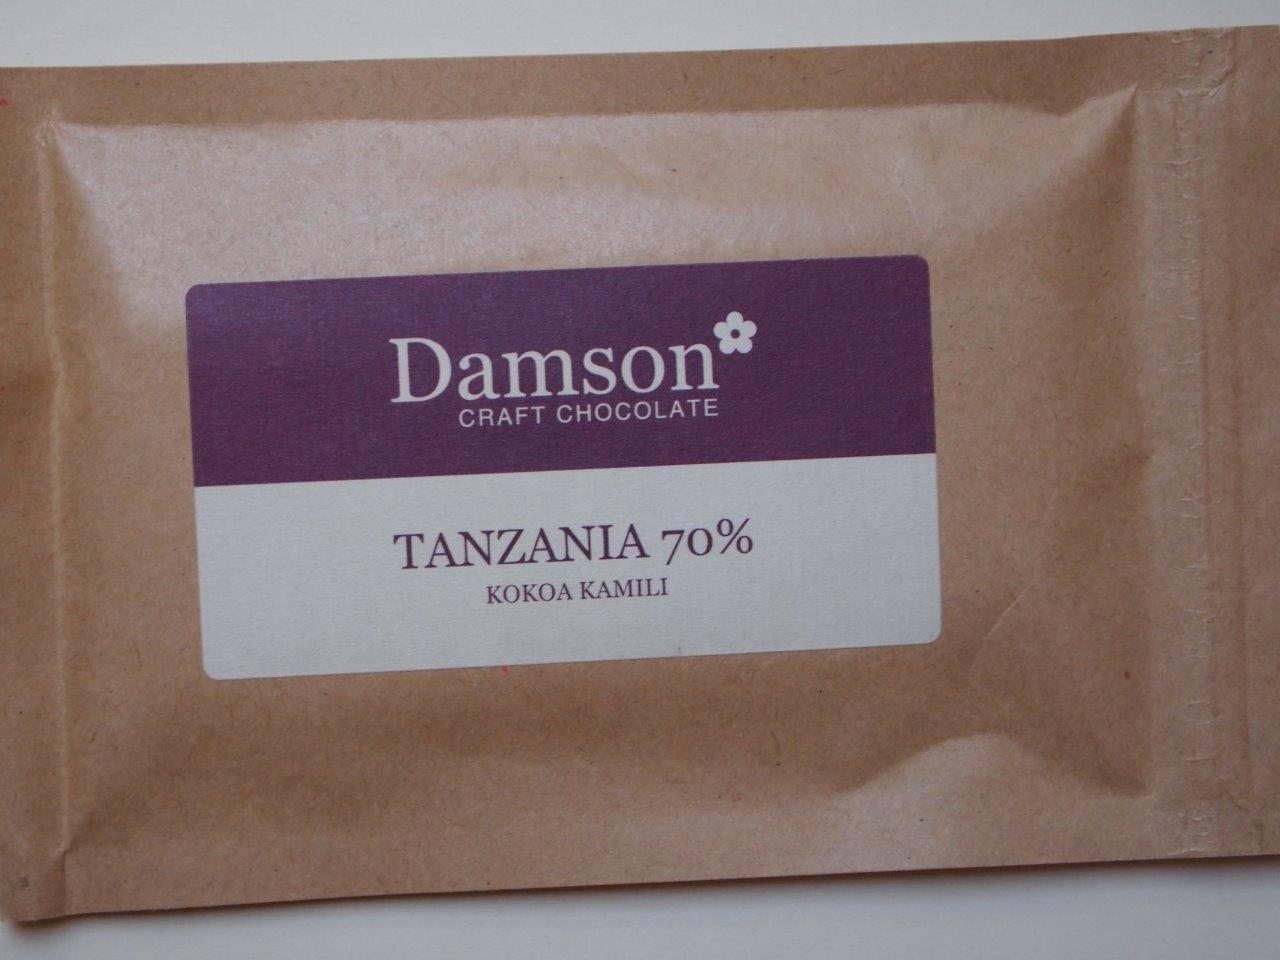 Damson
CRAFT CHOCOLATE
TANZANIA 70%
KOKOA KAMILI